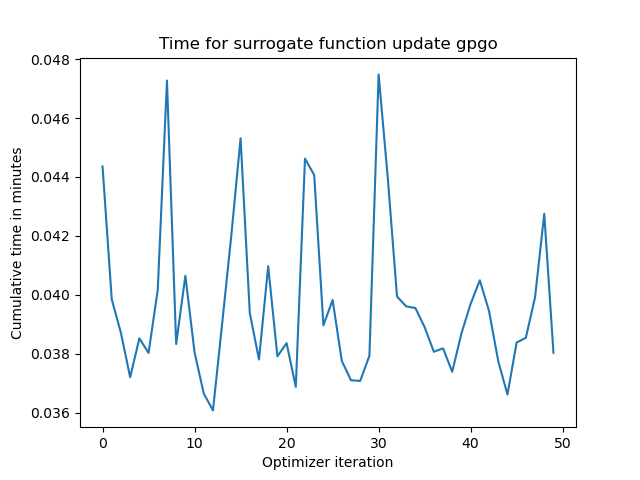 Time for surrogate function update gpgo
Cumulative time in minutes
0.048
0.046
0.044
0.042
0.040
0.038
0.036
0 10 20 30 40 50
Optimizer iteration